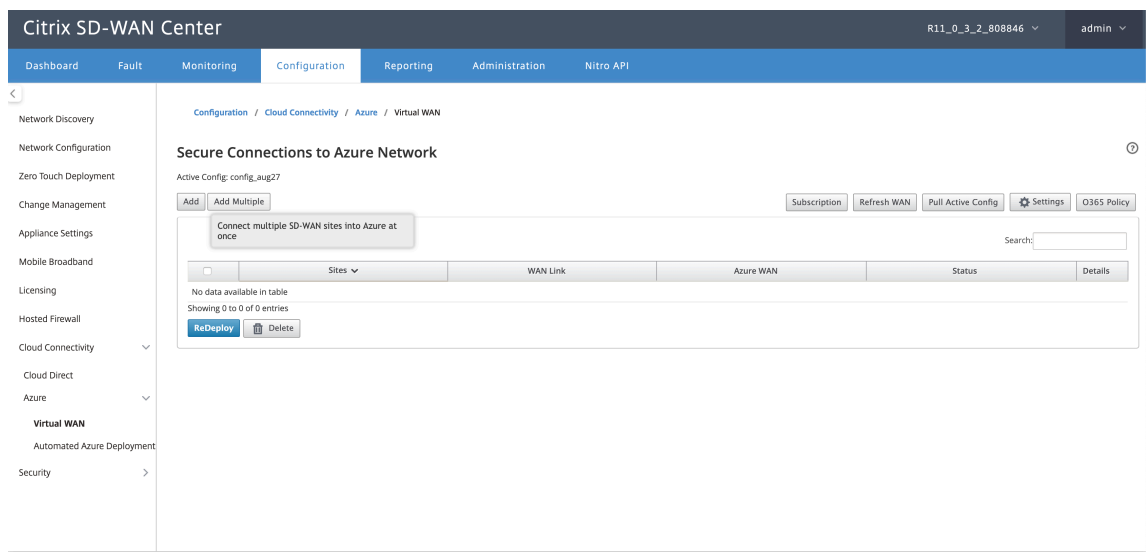 Citrix SD-WAN Center
R11_0_3_2_808846
admin
Dashboard Fault Monitoring Configuration Reporting Administration Nitro API
Network Discovery
Network Configuration
Zero Touch Deployment
Change Management
Appliance Settings
Mobile Broadband
Licensing
Hosted Firewall
Cloud Connectivity
Cloud Direct
Azure
Virtual WAN
Automated Azure Deployment
Security
Configuration / Cloud Connectivity / Azure / Virtual WAN
Secure Connections to Azure Network
Active Config: config_aug27
Add Add Multiple
Subscription Refresh WAN Pull Active Config Settings O365 Policy
Connect multiple SD-WAN sites into Azure at
once
Search:
Sites WAN Link Azure WAN Status Details
No data available in table
Showing 0 to 0 of 0 entries
ReDeploy Delete